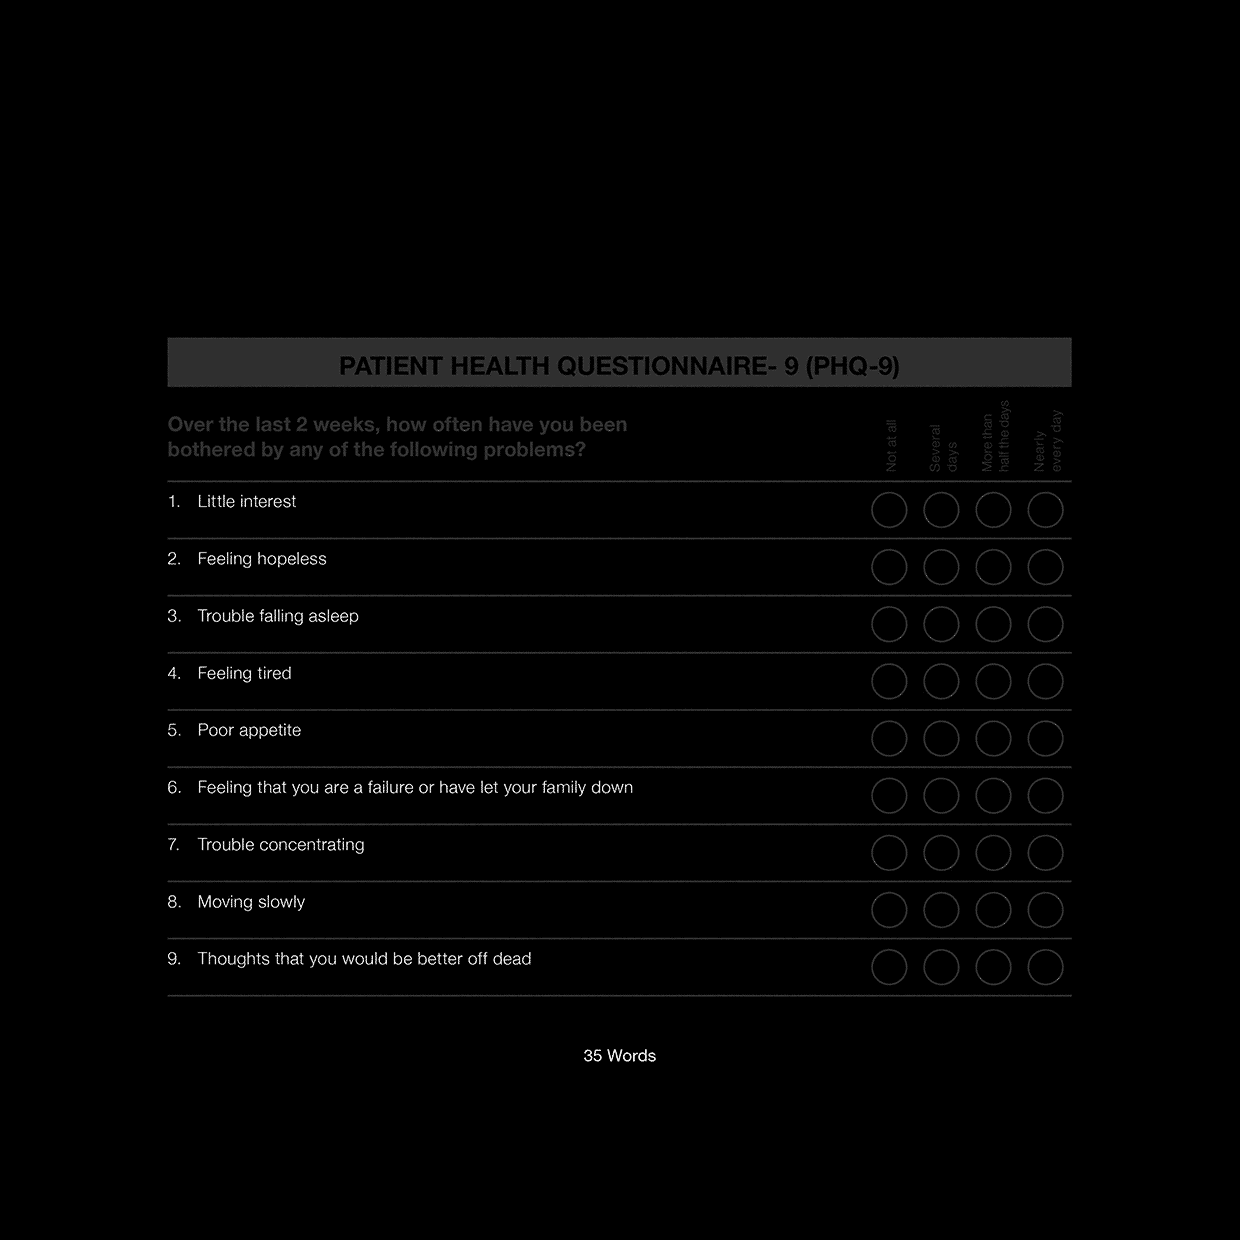 PATIENT HEALTH QUESTIONNAIRE- 9 (PHQ-9)
Over the last 2 weeks, how often have you been
bothered by any of the following problems?
Not at all
Several
days
More than
half the days
Nearly
every day
1. Little interest
2. Feeling hopeless
3. Trouble falling asleep
4. Feeling tired
5. Poor appetite
6. Feeling that you are a failure or have let your family down
7. Trouble concentrating
8. Moving slowly
9. Thoughts that you would be better off dead
35 Words